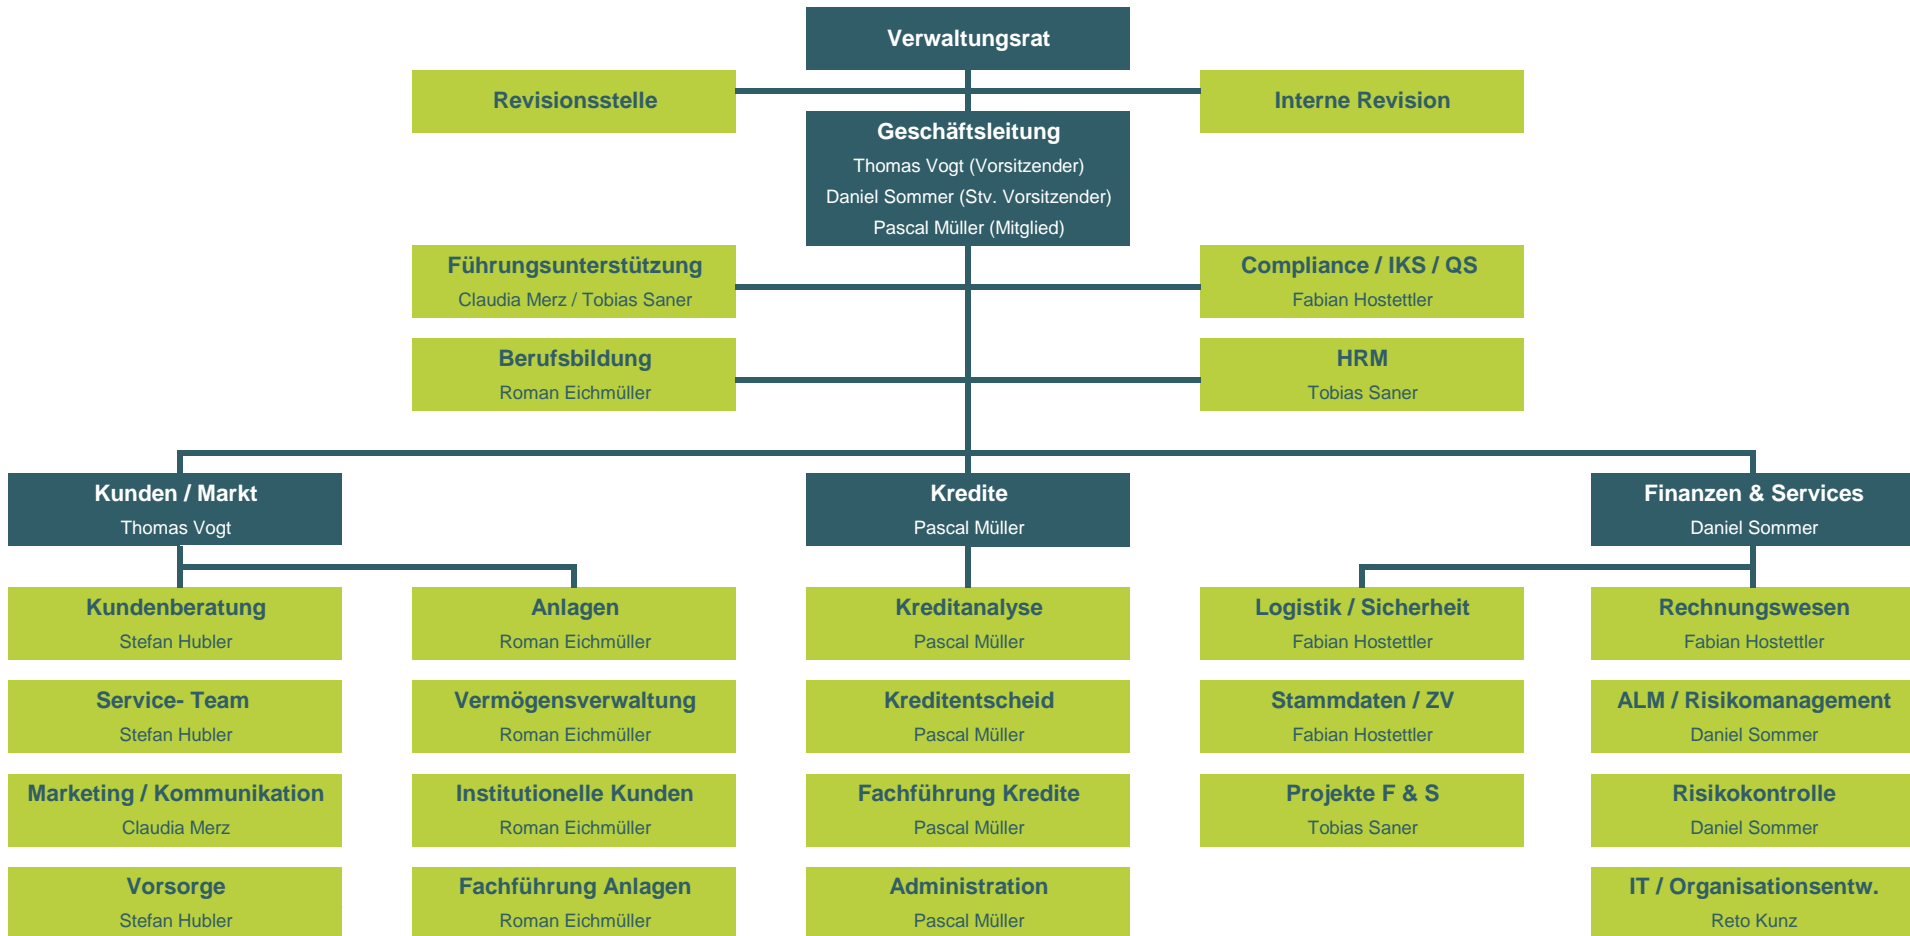 Verwaltungsrat
Revisionsstelle
Interne Revision
Geschäftsleitung
Thomas Vogt (Vorsitzender)
Daniel Sommer (Stv. Vorsitzender)
Pascal Müller (Mitglied)
Führungsunterstützung
Claudia Merz / Tobias Saner
Compliance / IKS / QS
Fabian Hostettler
Berufsbildung
Roman Eichmüller
HRM
Tobias Saner
Kunden / Markt
Thomas Vogt
Kredite
Pascal Müller
Finanzen & Services
Daniel Sommer
Kundenberatung
Stefan Hubler
Anlagen
Roman Eichmüller
Kreditanalyse
Pascal Müller
Logistik / Sicherheit
Fabian Hostettler
Rechnungswesen
Fabian Hostettler
Service- Team
Stefan Hubler
Vermögensverwaltung
Roman Eichmüller
Kreditentscheid
Pascal Müller
Stammdaten / ZV
Fabian Hostettler
ALM / Risikomanagement
Daniel Sommer
Marketing / Kommunikation
Claudia Merz
Institutionelle Kunden
Roman Eichmüller
Fachführung Kredite
Pascal Müller
Projekte F & S
Tobias Saner
Risikokontrolle
Daniel Sommer
Vorsorge
Stefan Hubler
Fachführung Anlagen
Roman Eichmüller
Administration
Pascal Müller
IT / Organisationsentw.
Reto Kunz